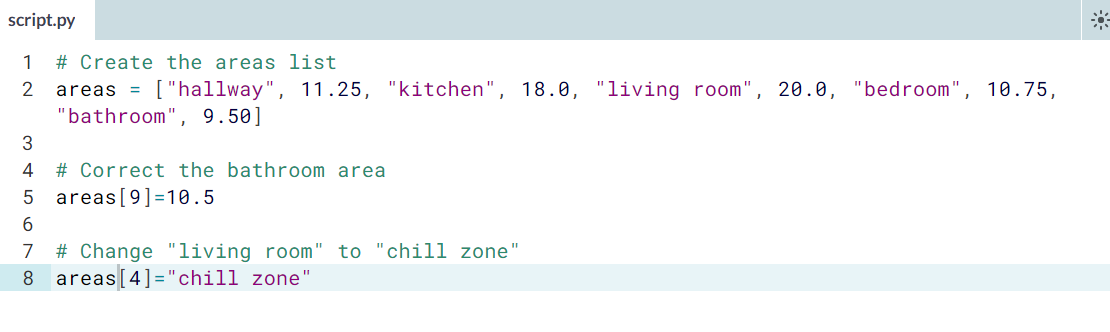 script.py
1 # Create the areas list
2 areas = ["hallway", 11.25, "kitchen", 18.0, "living room", 20.0, "bedroom", 10.75,
"bathroom", 9.50]
3
4 # Correct the bathroom area
5 areas[9]=10.5
6
7 # Change "living room" to "chill zone"
8 areas[4]="chill zone"